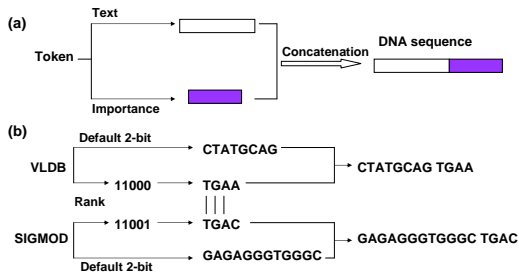 (a)
Text
Token
Concatenation
DNA sequence
Importance
(b)
Default 2-bit
CTATGCAG
VLDB
CTATGCAG TGAA
11000
TGAA
Rank
11001
TGAC
SIGMOD
GAGAGGGTGGGC TGAC
GAGAGGGTGGGC
Default 2-bit